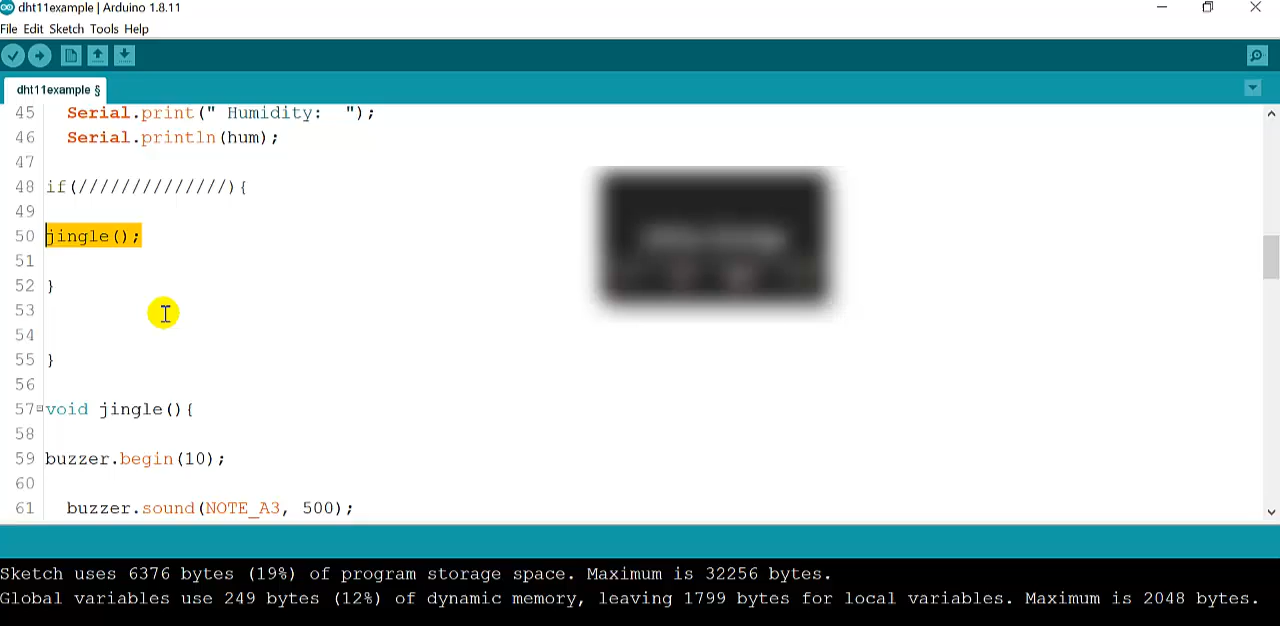 dht11example | Arduino 1.8.11
File Edit Sketch Tools Help
dht11example §
45 Serial.print(" Humidity:  ");
46 Serial.println(hum);
47
48 if(//////////////){
49
50 jingle();
51
52 }
53
54
55 }
56
57 void jingle(){
58
59 buzzer.begin(10);
60
61 buzzer.sound(NOTE_A3, 500);
Sketch uses 6376 bytes (19%) of program storage space. Maximum is 32256 bytes.
Global variables use 249 bytes (12%) of dynamic memory, leaving 1799 bytes for local variables. Maximum is 2048 bytes.